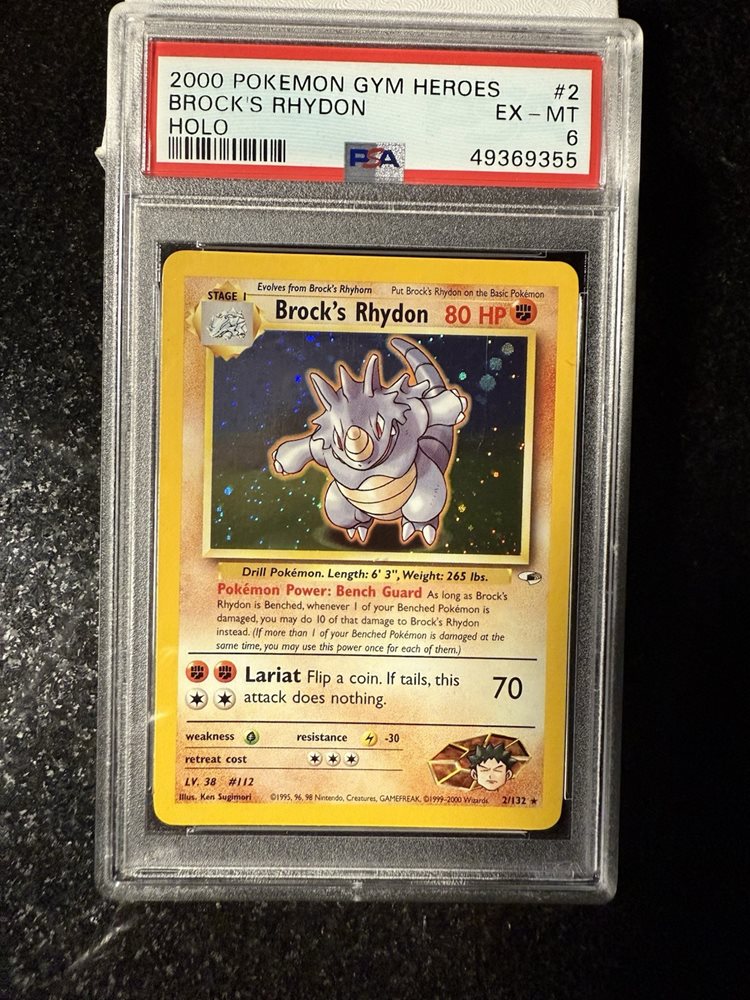 2000 POKEMON GYM HEROES #2
BROCK'S RHYDON EX - MT
HOLO 6
PSA 49369355
Evolves from Brock's Rhyhorn Put Brock's Rhydon on the Basic Pokémon
STAGE 1
Brock's Rhydon 80 HP
Drill Pokémon. Length: 6' 3", Weight: 265 lbs.
Pokémon Power: Bench Guard As long as Brock's
Rhydon is Benched, whenever 1 of your Benched Pokémon is
damaged, you may do 10 of that damage to Brock's Rhydon
instead. (If more than 1 of your Benched Pokémon is damaged at the
same time, you may use this power once for each of them.)
Lariat Flip a coin. If tails, this
attack does nothing. 70
weakness resistance -30
retreat cost
LV. 38 #112
Illus. Ken Sugimori ©1995, 96, 98 Nintendo, Creatures, GAMEFREAK. ©1999-2000 Wizards. 2/132 ★